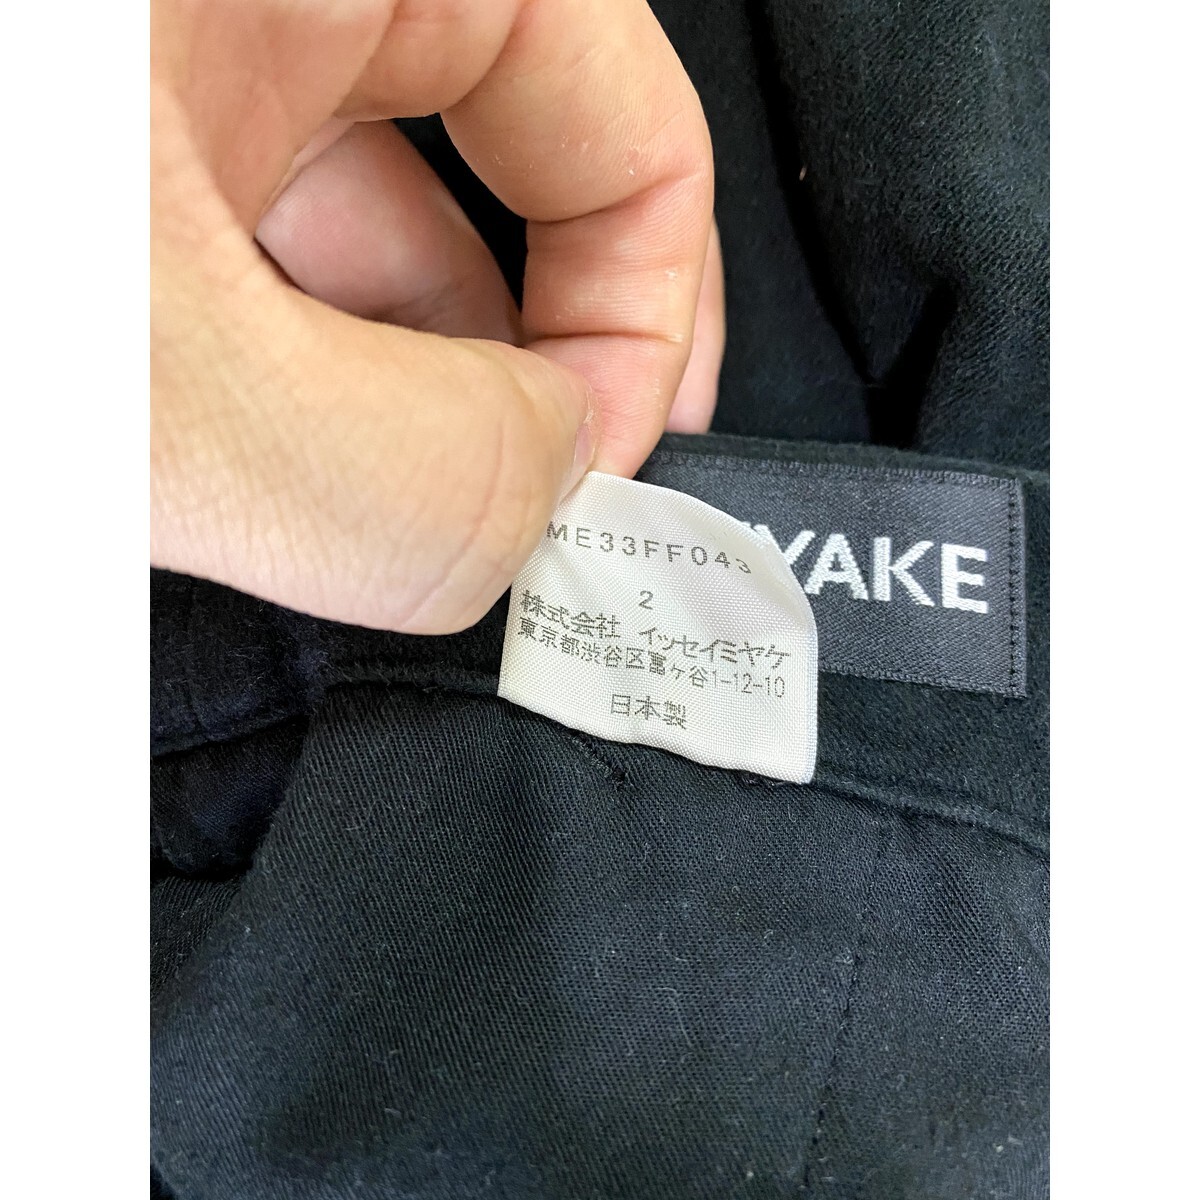 ME33FF043
2
株式会社 イッセイミヤケ
東京都渋谷区富ヶ谷1-12-10
日本製
IYAKE